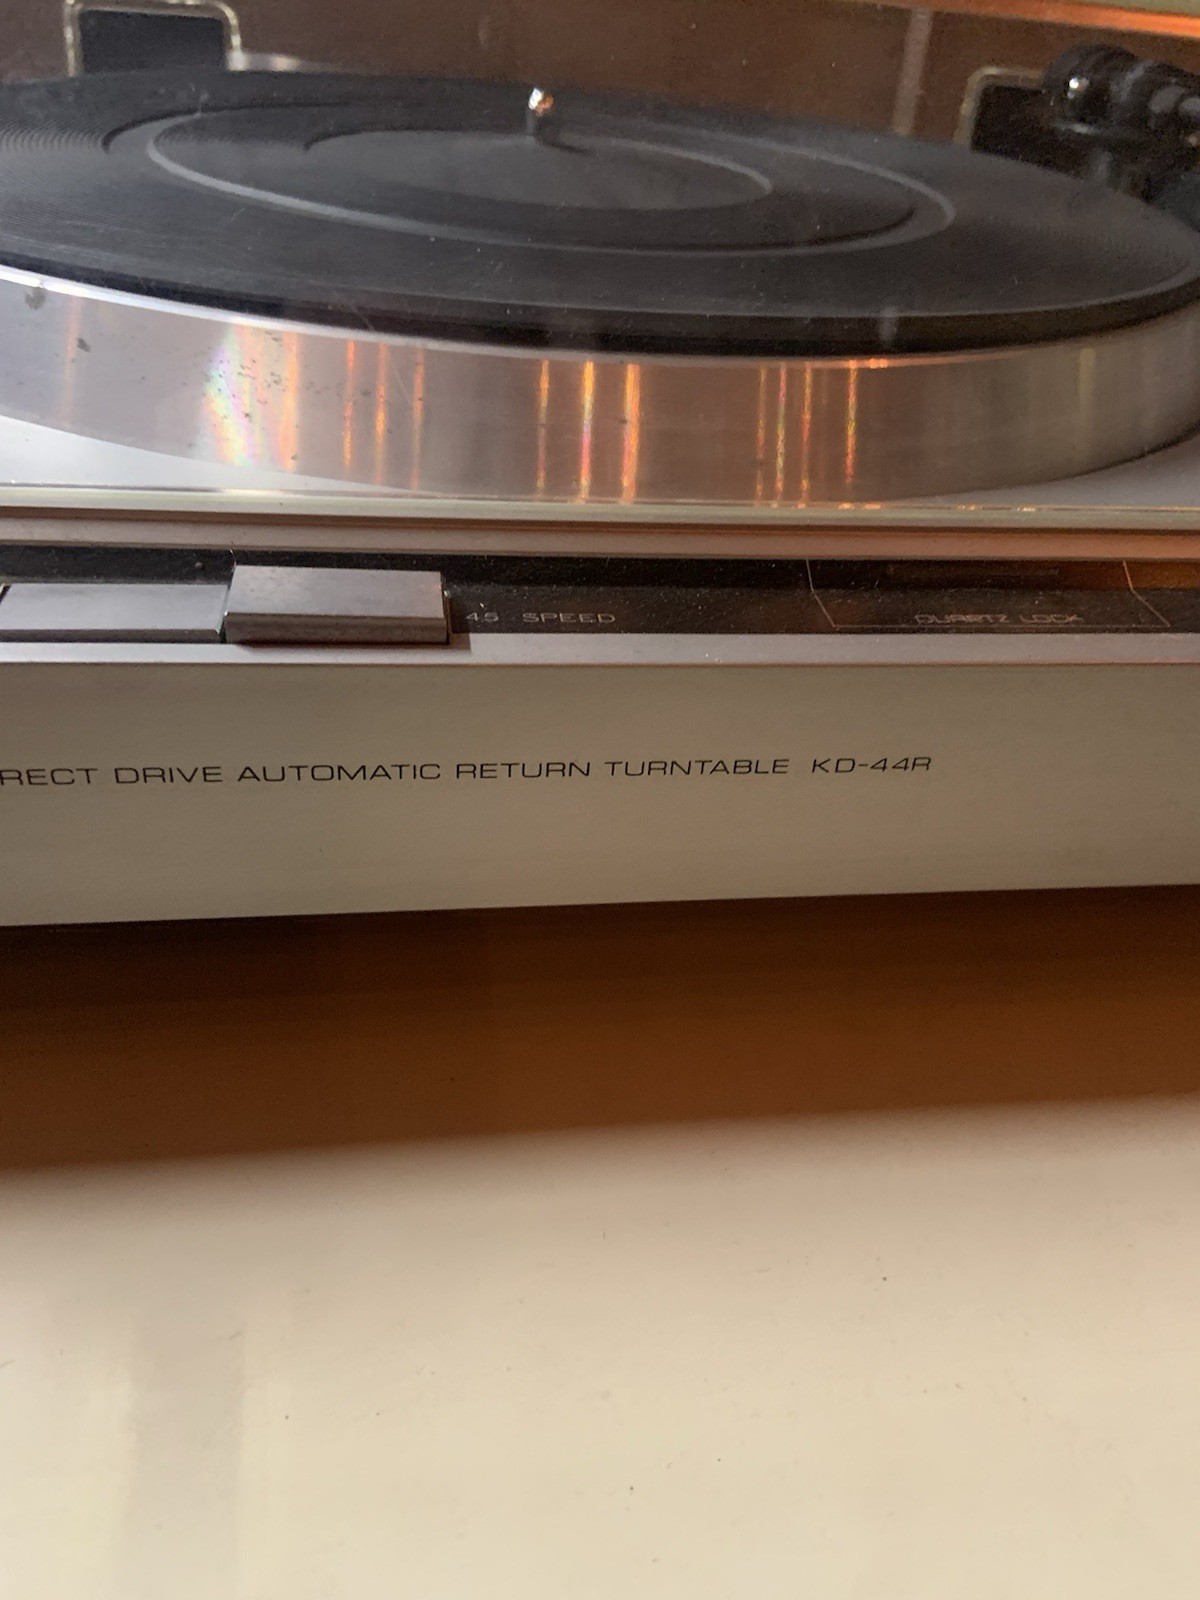 45 SPEED
QUARTZ LOCK
RECT DRIVE AUTOMATIC RETURN TURNTABLE KD-44R